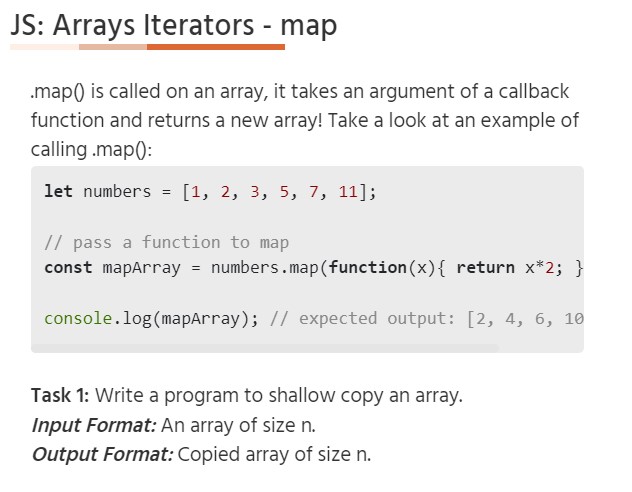 JS: Arrays Iterators - map
.map() is called on an array, it takes an argument of a callback
function and returns a new array! Take a look at an example of
calling .map():
let numbers = [1, 2, 3, 5, 7, 11];
// pass a function to map
const mapArray = numbers.map(function(x){ return x*2; }
console.log(mapArray); // expected output: [2, 4, 6, 10
Task 1: Write a program to shallow copy an array.
Input Format: An array of size n.
Output Format: Copied array of size n.